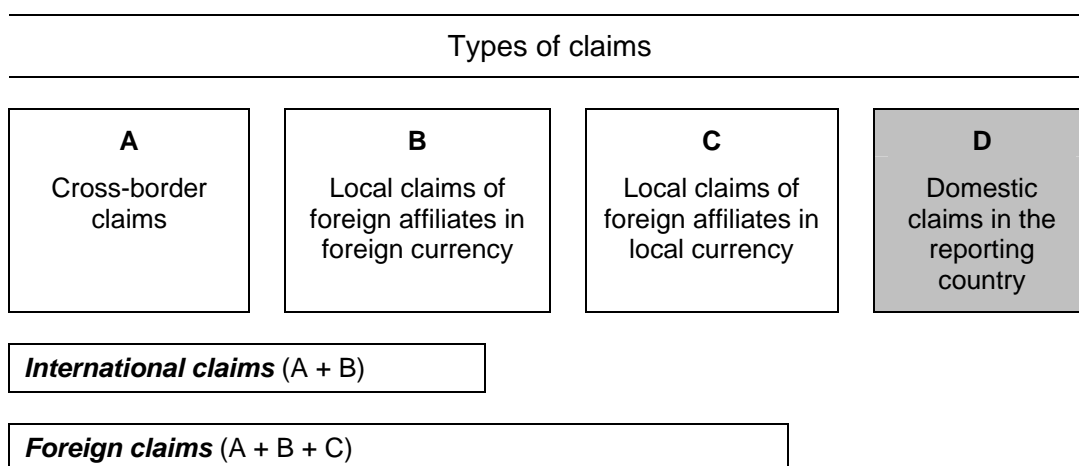 Types of claims
A
Cross-border
claims
B
Local claims of
foreign affiliates in
foreign currency
C
Local claims of
foreign affiliates in
local currency
D
Domestic
claims in the
reporting
country
International claims (A + B)
Foreign claims (A + B + C)